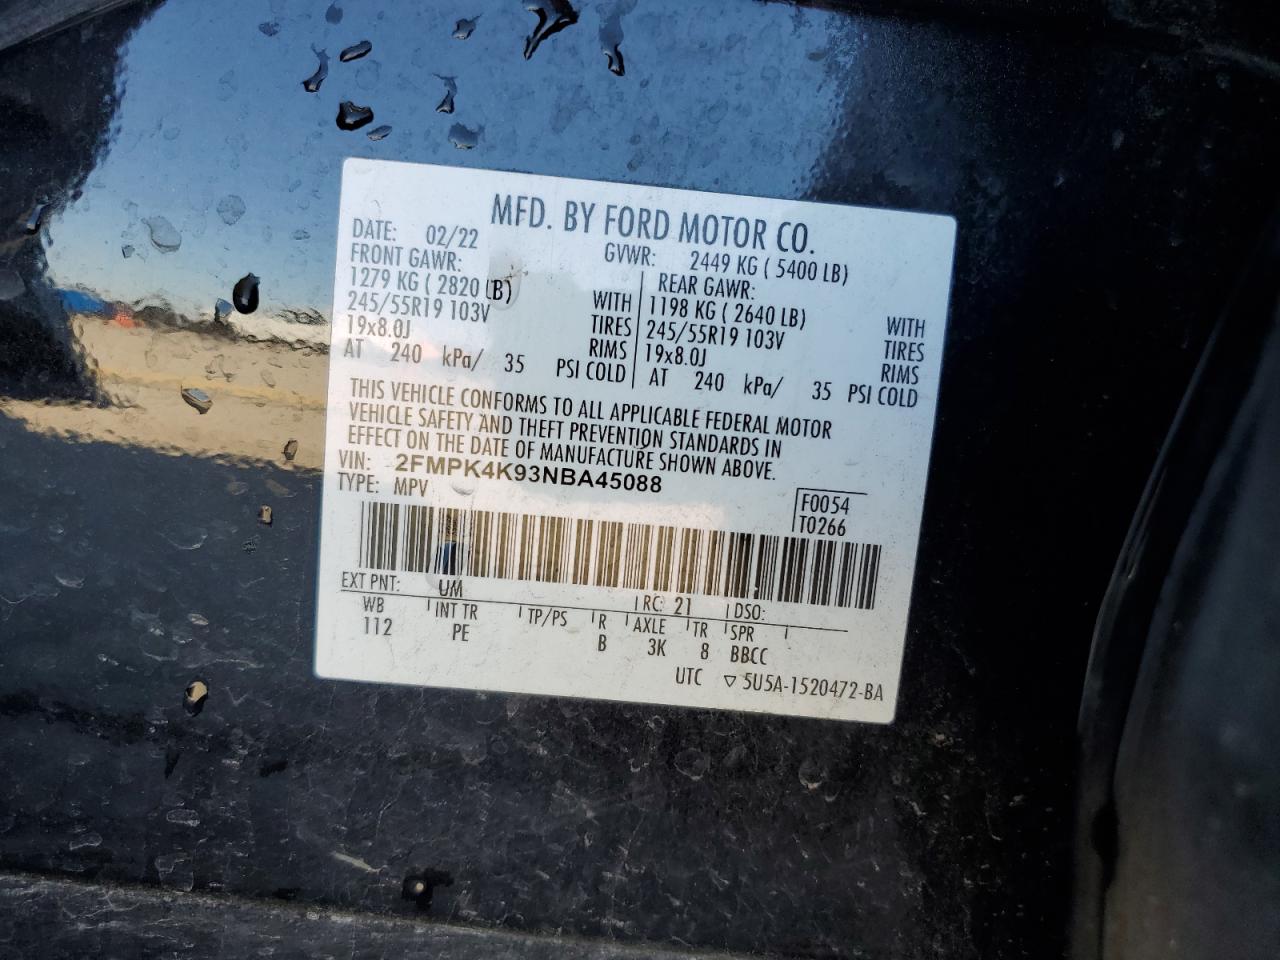 MFD. BY FORD MOTOR CO.
DATE: 02/22 GVWR: 2449 KG ( 5400 LB)
FRONT GAWR: REAR GAWR:
1279 KG ( 2820 LB) WITH 1198 KG ( 2640 LB) WITH
245/55R19 103V TIRES 245/55R19 103V TIRES
19x8.0J RIMS 19x8.0J RIMS
AT 240 kPa/ 35 PSI COLD AT 240 kPa/ 35 PSI COLD
THIS VEHICLE CONFORMS TO ALL APPLICABLE FEDERAL MOTOR
VEHICLE SAFETY AND THEFT PREVENTION STANDARDS IN
EFFECT ON THE DATE OF MANUFACTURE SHOWN ABOVE.
VIN: 2FMPK4K93NBA45088
TYPE: MPV
F0054
T0266
EXT PNT: UM RC: 21 DSO:
WB INT TR TP/PS R AXLE TR SPR
112 PE B 3K 8 BBCC
UTC ▽ 5U5A-1520472-BA